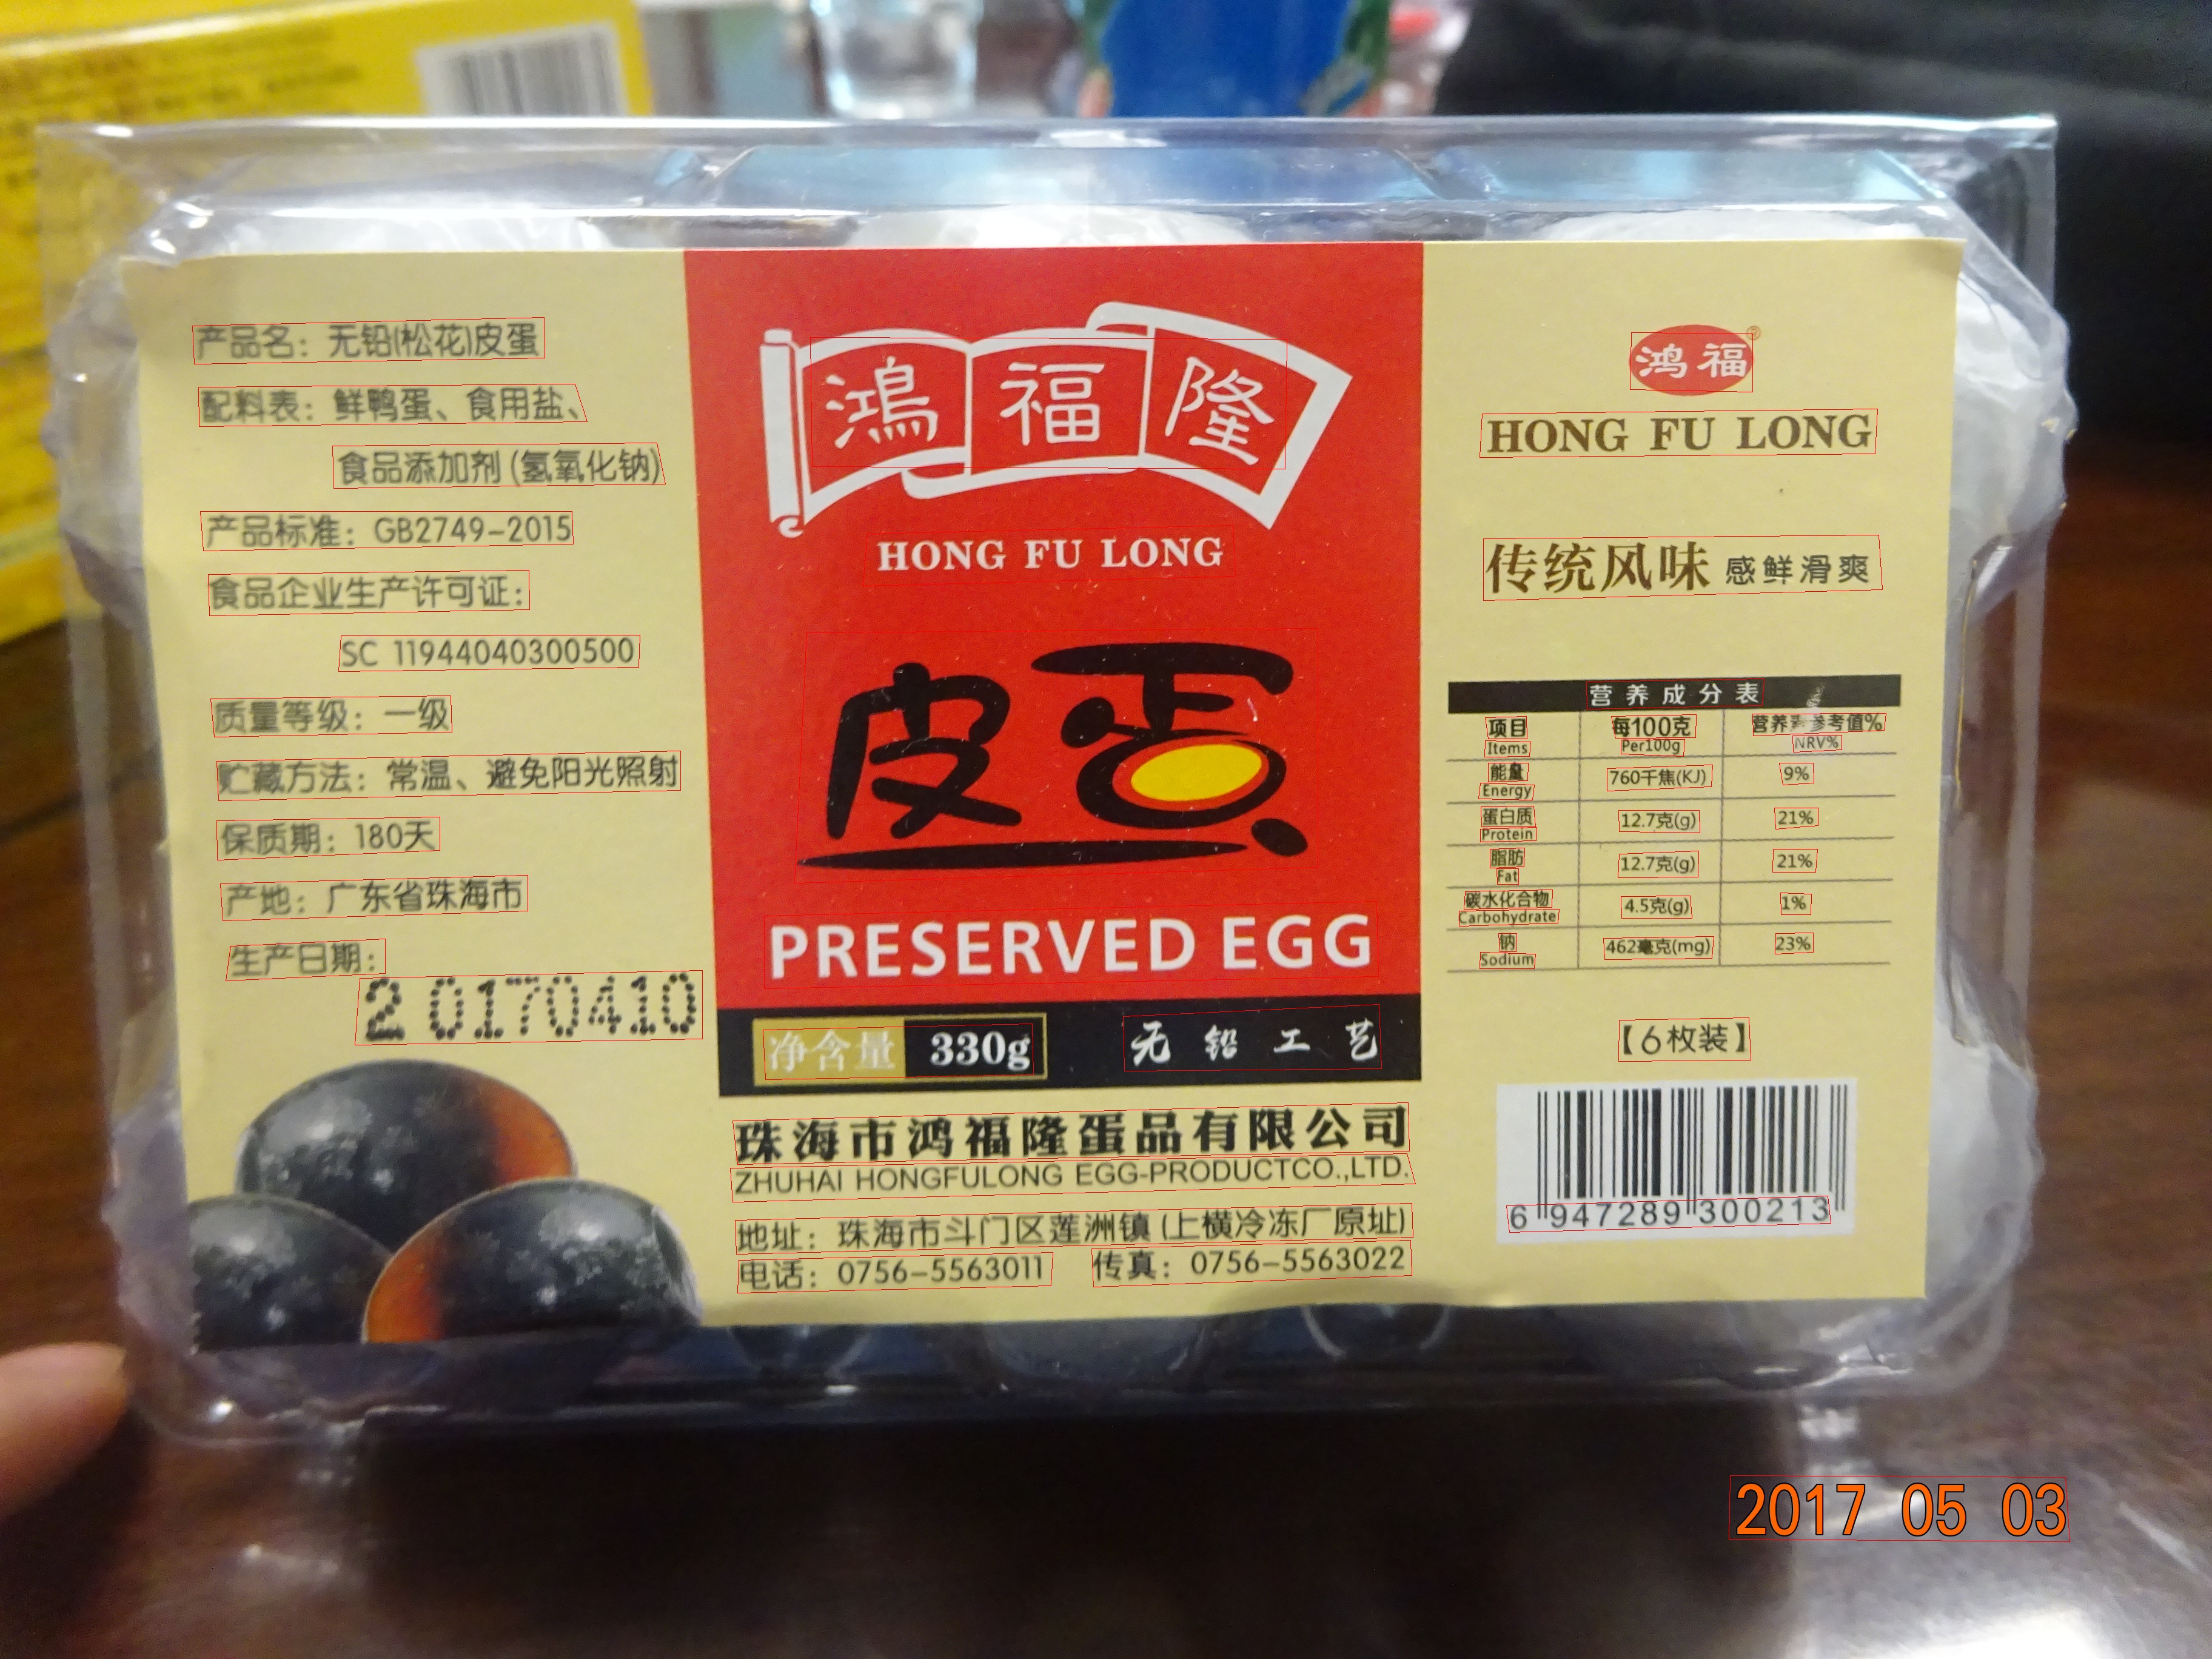 产品名：无铅(松花)皮蛋
配料表：鲜鸭蛋、食用盐、
食品添加剂(氢氧化钠)
产品标准：GB2749-2015
食品企业生产许可证：
SC 11944040300500
质量等级：一级
贮藏方法：常温、避免阳光照射
保质期：180天
产地：广东省珠海市
生产日期：
20170410
鴻福隆
HONG FU LONG
皮蛋
PRESERVED EGG
净含量 330g
无铅工艺
珠海市鸿福隆蛋品有限公司
ZHUHAI HONGFULONG EGG-PRODUCTCO.,LTD.
地址：珠海市斗门区莲洲镇(上横冷冻厂原址)
电话：0756-5563011 传真：0756-5563022
鸿福®
HONG FU LONG
传统风味 感鲜滑爽
营养成分表
项目 每100克 营养素参考值%
Items Per100g NRV%
能量 760千焦(KJ) 9%
Energy
蛋白质 12.7克(g) 21%
Protein
脂肪 12.7克(g) 21%
Fat
碳水化合物 4.5克(g) 1%
Carbohydrate
钠 462毫克(mg) 23%
Sodium
【6枚装】
6 947289 300213
2017 05 03